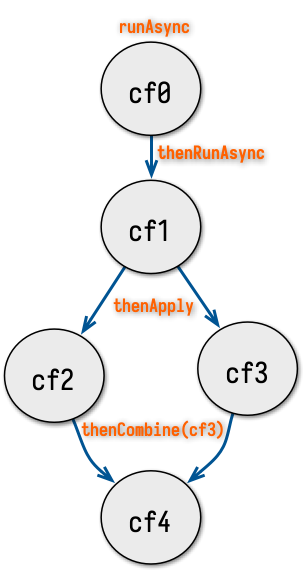 runAsync
cf0
thenRunAsync
cf1
thenApply
cf2
cf3
thenCombine(cf3)
cf4